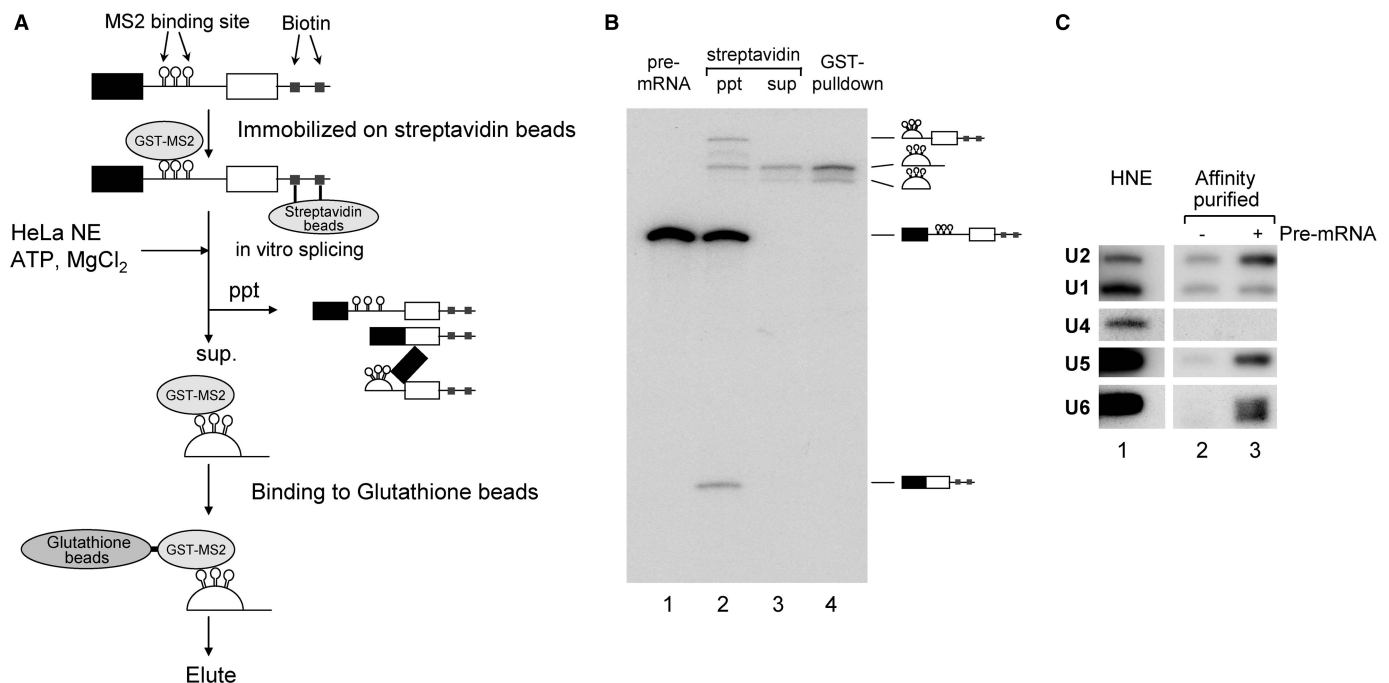 A
MS2 binding site
Biotin
GST-MS2
Immobilized on streptavidin beads
Streptavidin
beads
HeLa NE
ATP, MgCl2
in vitro splicing
ppt
sup.
GST-MS2
Binding to Glutathione beads
Glutathione
beads
GST-MS2
Elute
B
pre-
mRNA
streptavidin
ppt
sup
GST-
pulldown
1
2
3
4
C
HNE
Affinity
purified
-
+
Pre-mRNA
U2
U1
U4
U5
U6
1
2
3